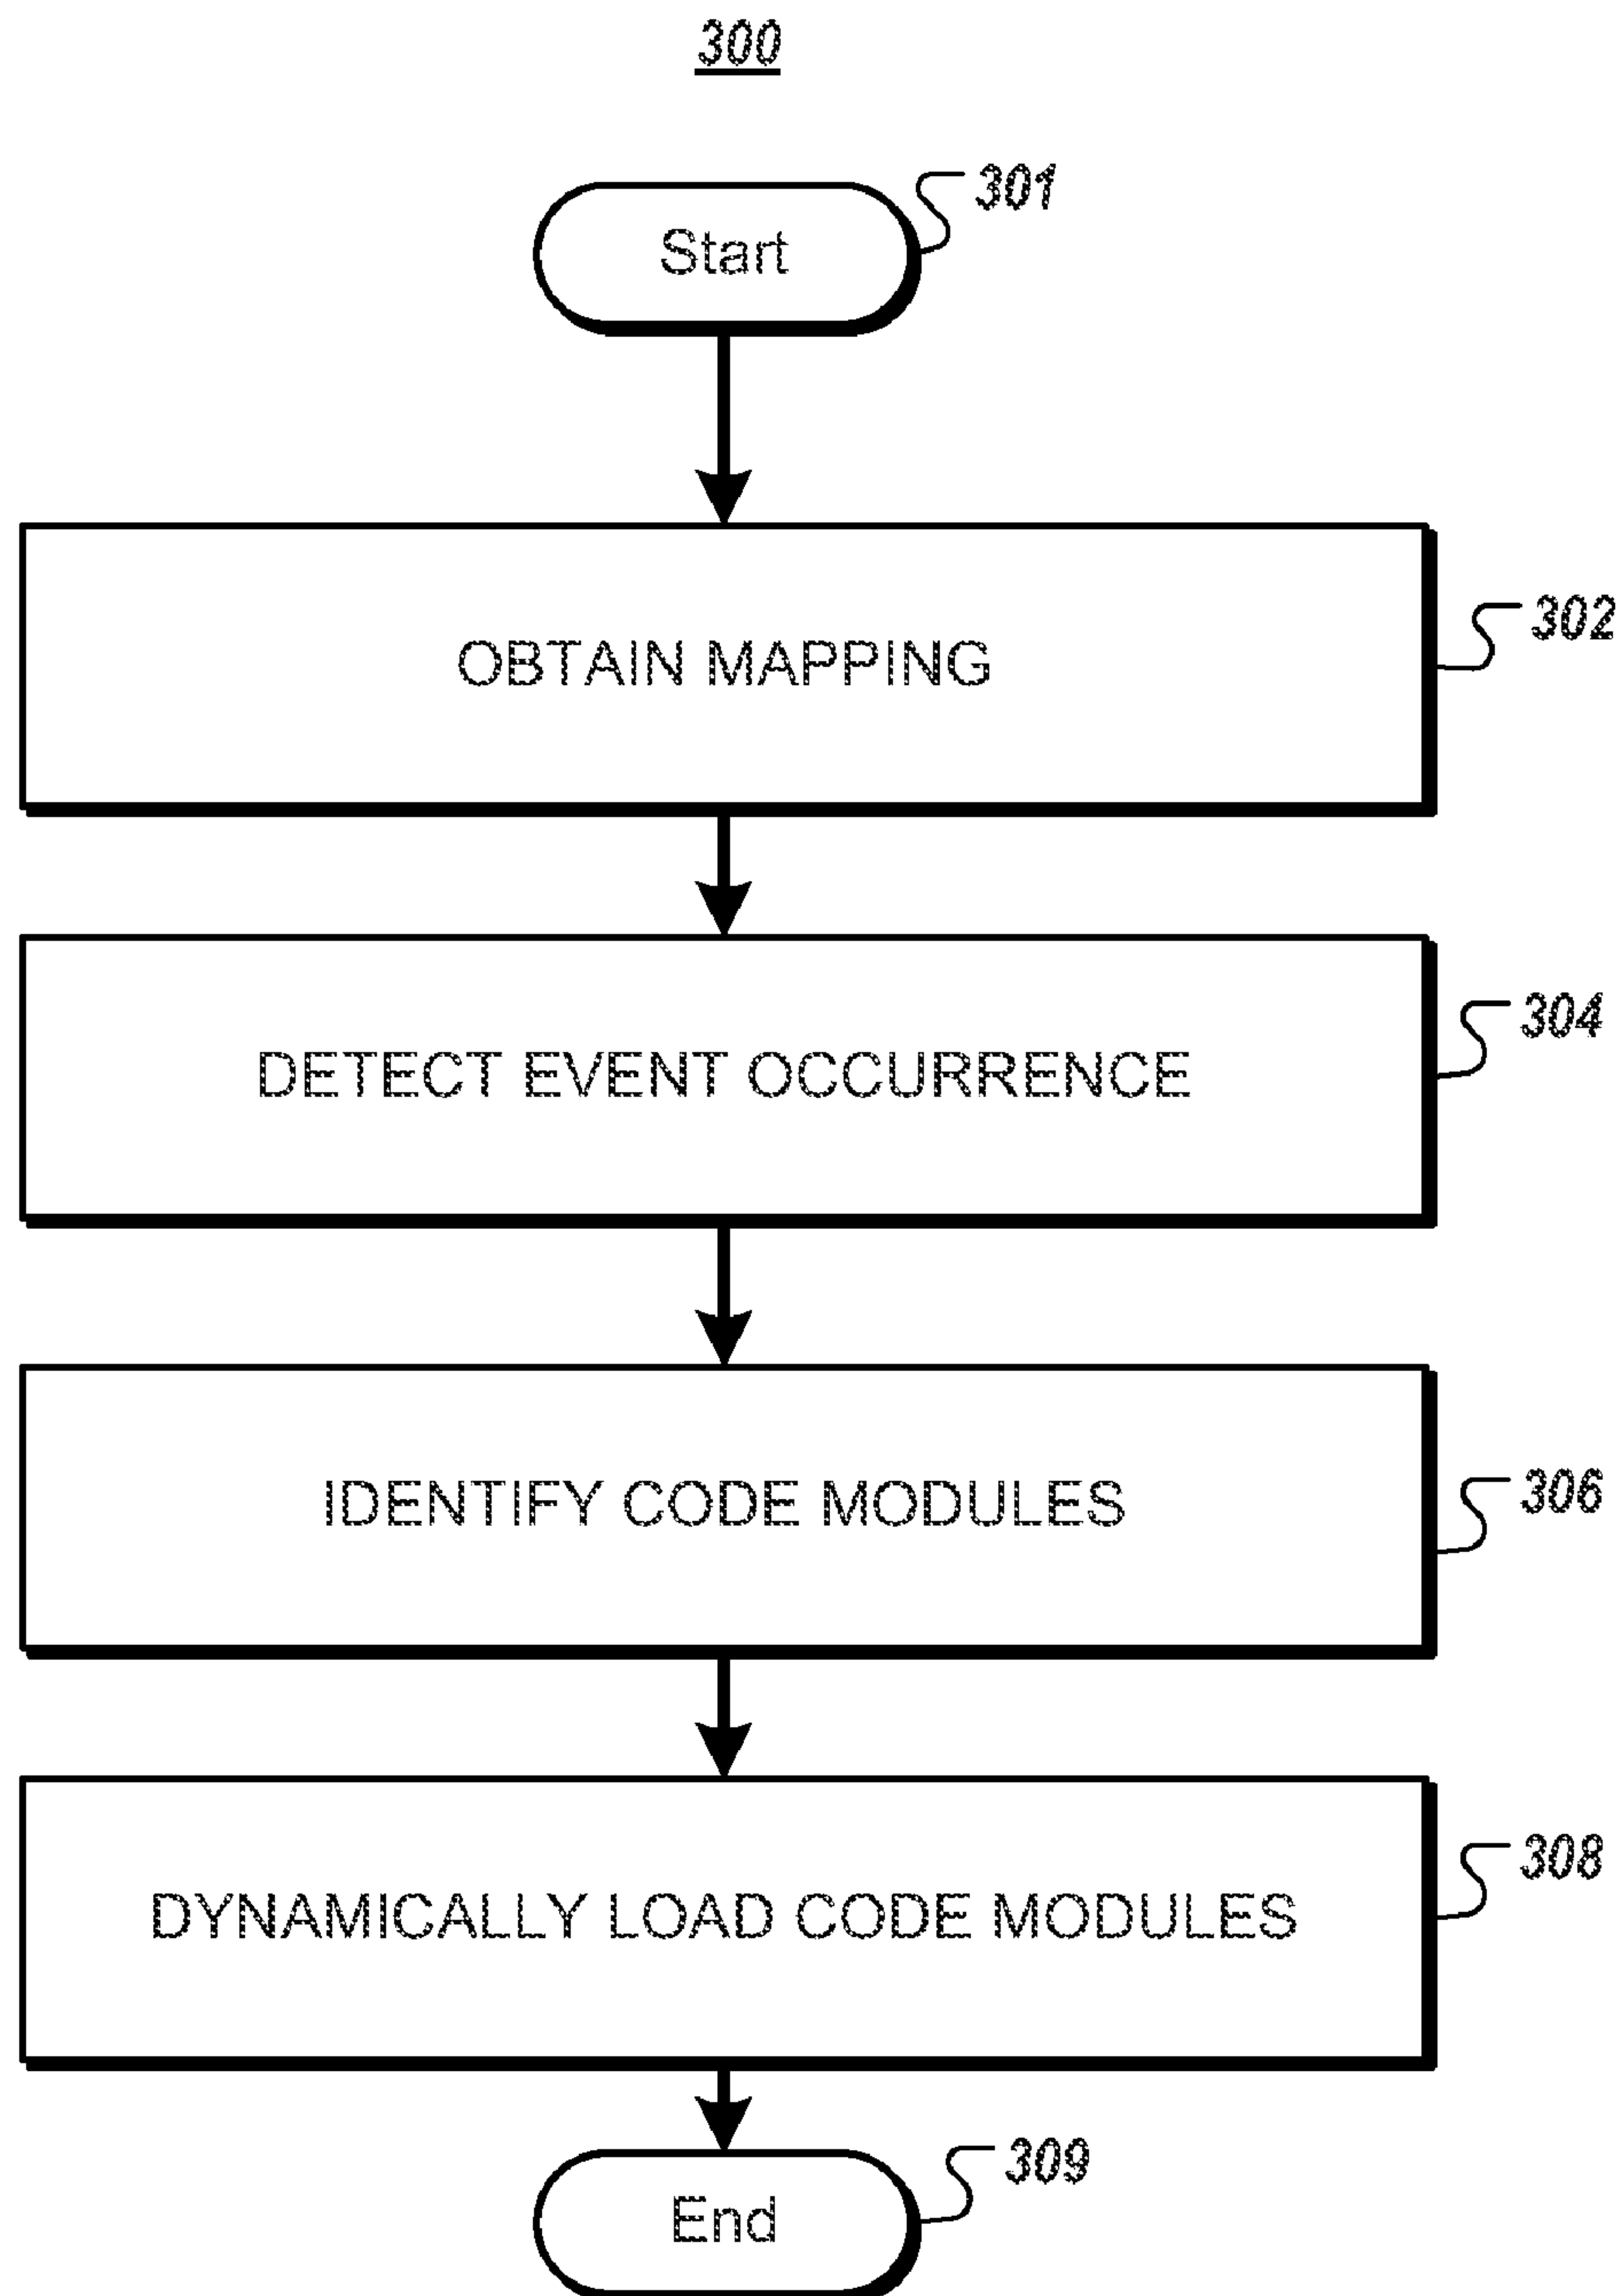 300
301
Start
302
OBTAIN MAPPING
304
DETECT EVENT OCCURRENCE
306
IDENTIFY CODE MODULES
308
DYNAMICALLY LOAD CODE MODULES
309
End